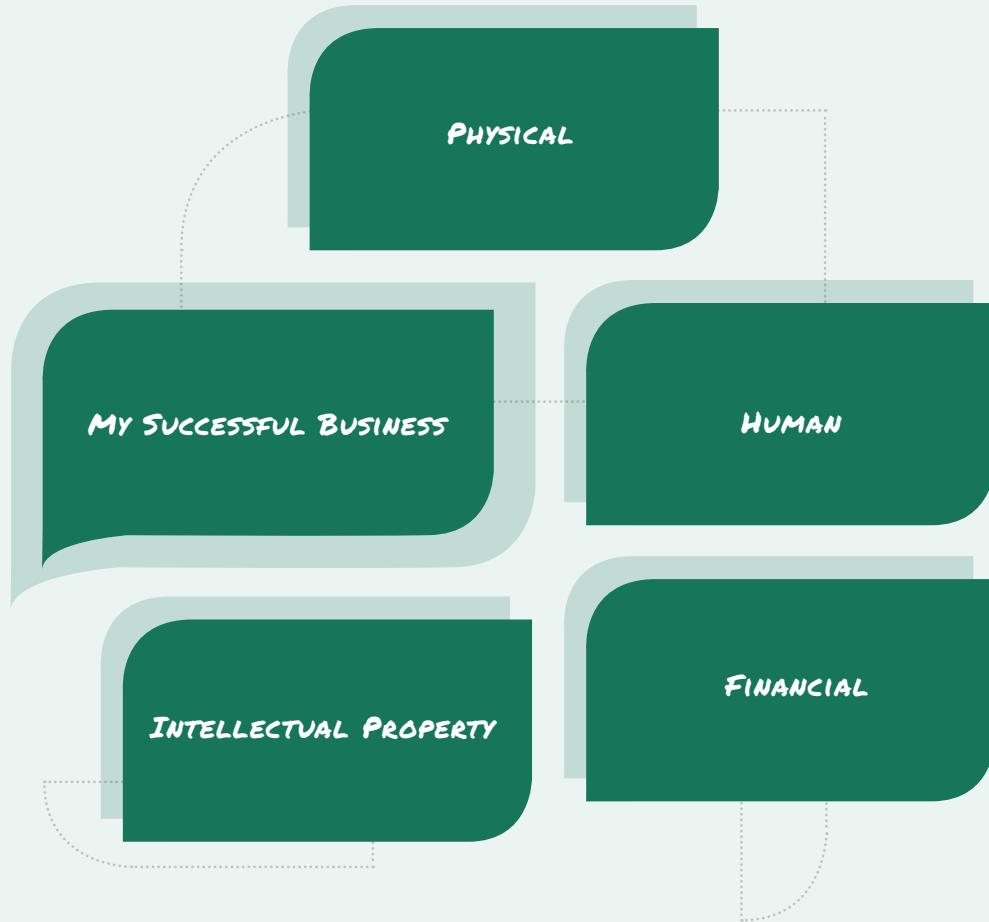 Physical
My Successful Business
Human
Intellectual Property
Financial